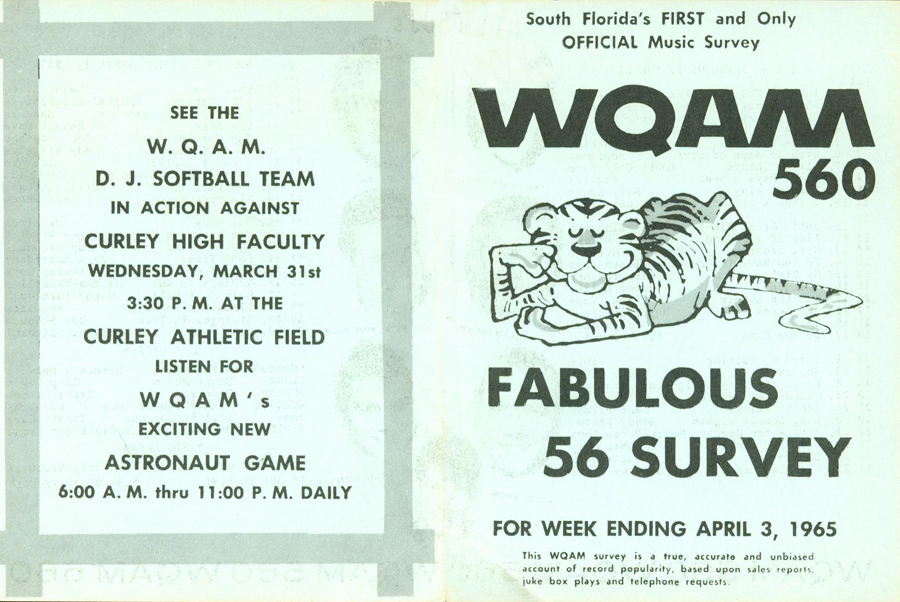 SEE THE
W. Q. A. M.
D. J. SOFTBALL TEAM
IN ACTION AGAINST
CURLEY HIGH FACULTY
WEDNESDAY, MARCH 31st
3:30 P. M. AT THE
CURLEY ATHLETIC FIELD
LISTEN FOR
W Q A M ' s
EXCITING NEW
ASTRONAUT GAME
6:00 A. M. thru 11:00 P. M. DAILY
South Florida's FIRST and Only
OFFICIAL Music Survey
WQAM
560
FABULOUS
56 SURVEY
FOR WEEK ENDING APRIL 3, 1965
This WQAM survey is a true, accurate and unbiased
account of record popularity, based upon sales reports,
juke box plays and telephone requests.